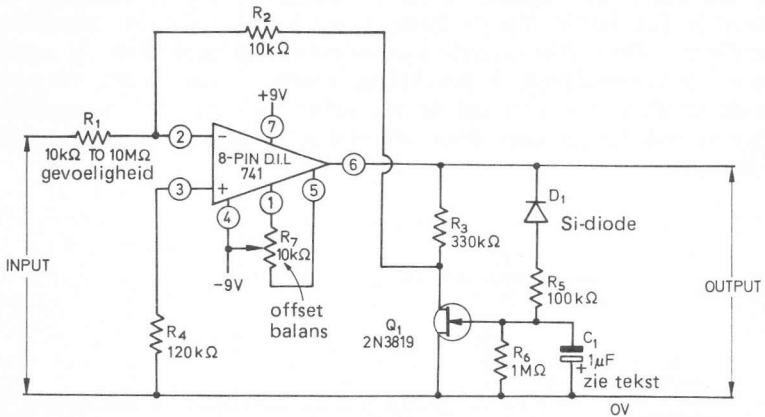 R2
10kΩ
+9V
R1
10kΩ TO 10MΩ
gevoeligheid
2
−
7
8-PIN D.I.L
741
6
3
+
4
1
5
R7
10kΩ
-9V
offset
balans
INPUT
R4
120kΩ
R3
330kΩ
D1
Si-diode
R5
100kΩ
Q1
2N3819
R6
1MΩ
C1
1μF
+
zie tekst
OUTPUT
OV